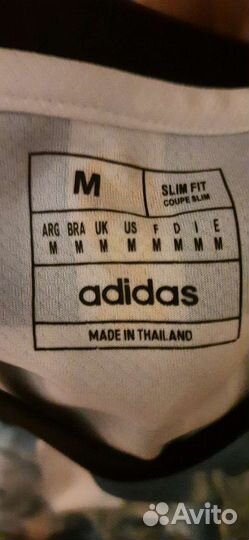 M
SLIM FIT
COUPE SLIM
ARG BRA UK US F D I E
M M M M M M M M
adidas
MADE IN THAILAND
Avito